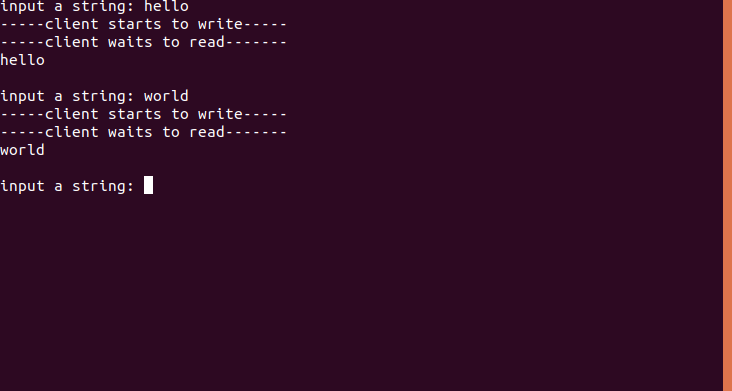 input a string: hello
-----client starts to write-----
-----client waits to read-------
hello
input a string: world
-----client starts to write-----
-----client waits to read-------
world
input a string: